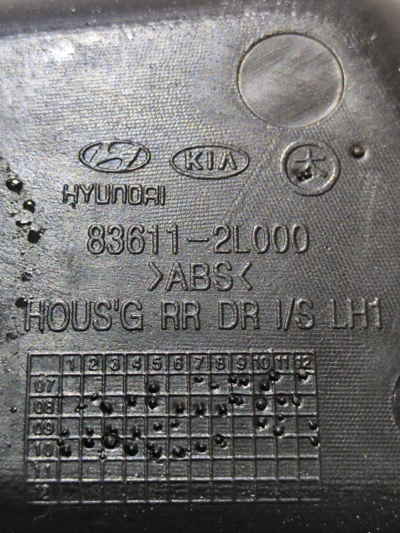 KIA
HYUNDAI
83611-2L000
>ABS<
HOUS'G RR DR I/S LH1
1 2 3 4 5 6 7 8 9 10 11 12
07
08
09
10
11